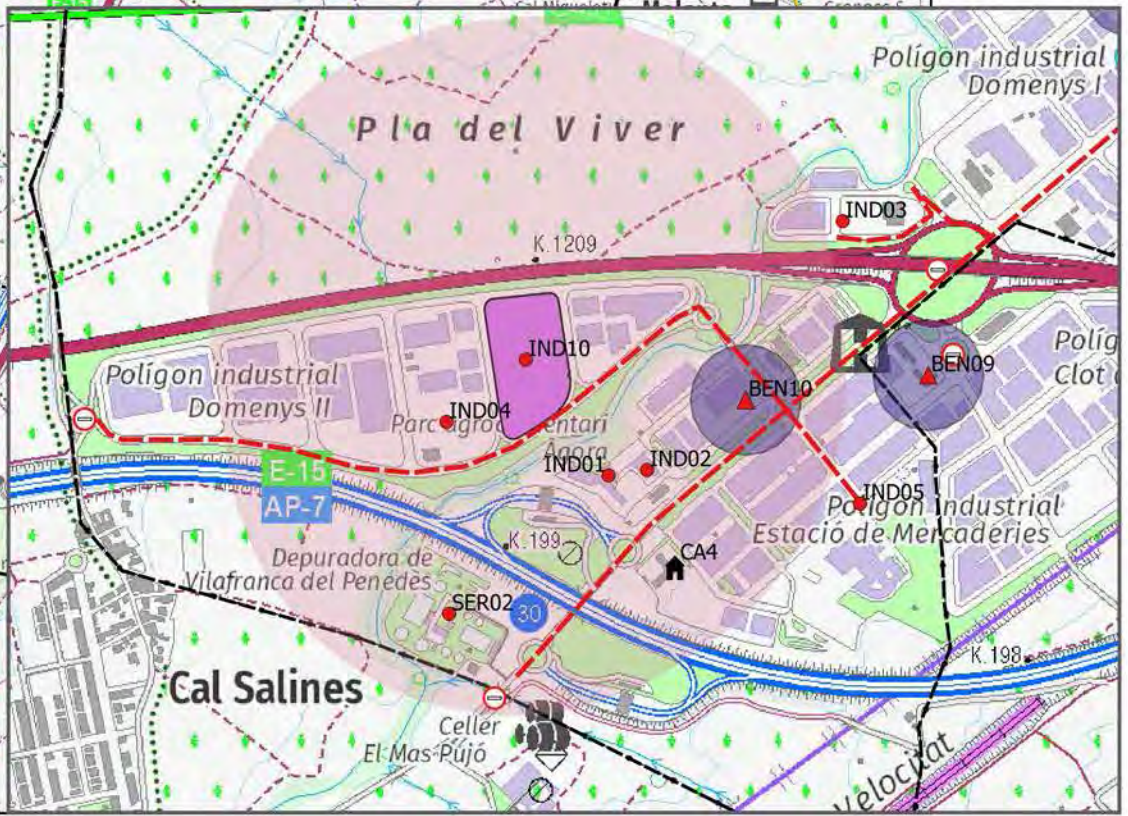 Polígon industrial
Domenys I
Pla del Viver
IND03
K.1209
IND10
Polígon industrial
Domenys II
IND04
BEN10
BEN09
Políg
Clot
IND01
IND02
IND05
Polígon industrial
Estació de Mercaderies
E-15
AP-7
K.199
CA4
Depuradora de
Vilafranca del Penedès
SER02
30
K.198
Cal Salines
Celler
El Mas Pujó
Velocitat